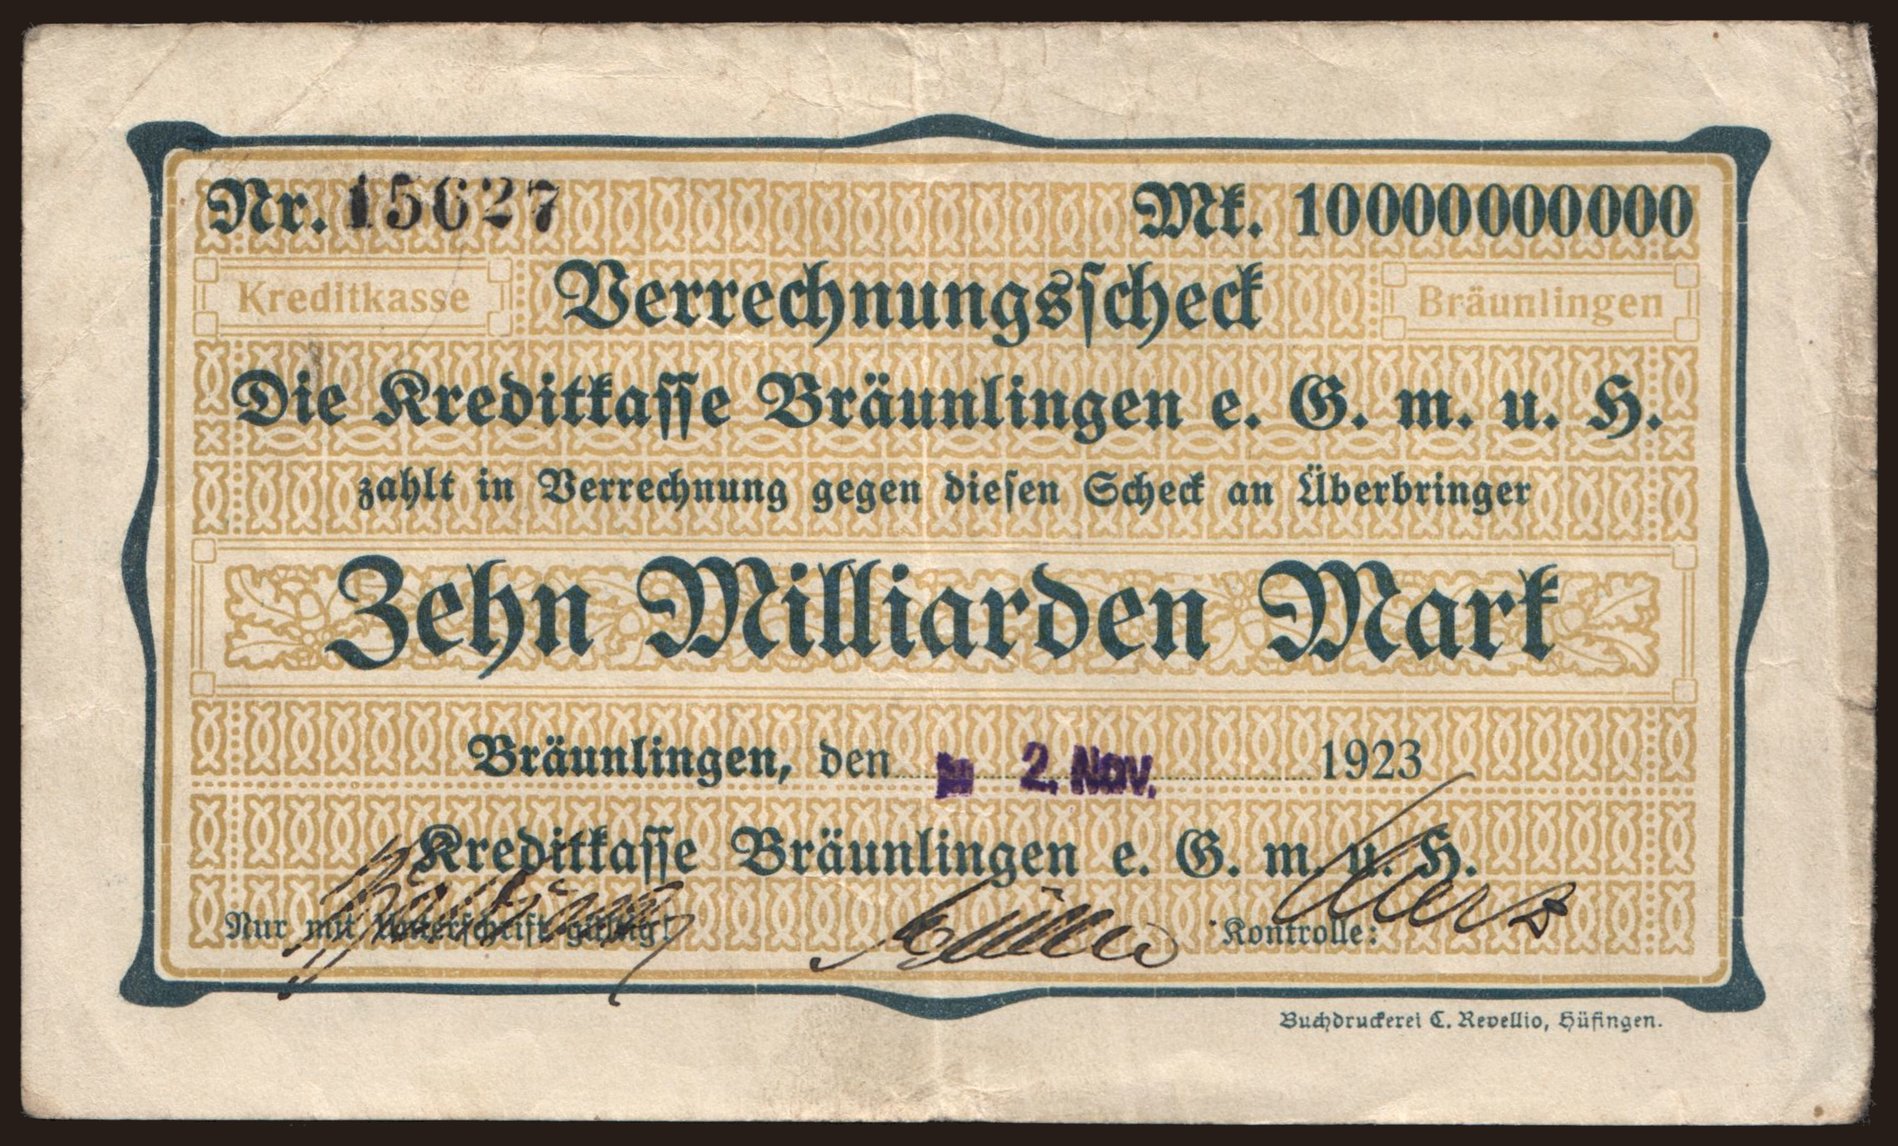 Nr. 15627 Mk. 10000000000
Kreditkasse Verrechnungsscheck Bräunlingen
Die Kreditkasse Bräunlingen e. G. m. u. H.
zahlt in Verrechnung gegen diesen Scheck an Überbringer
Zehn Milliarden Mark
Bräunlingen, den 2. Nov. 1923
Kreditkasse Bräunlingen e. G. m. u. H.
Nur mit Unterschrift gültig! Kontrolle:
Buchdruckerei C. Revellio, Hüfingen.